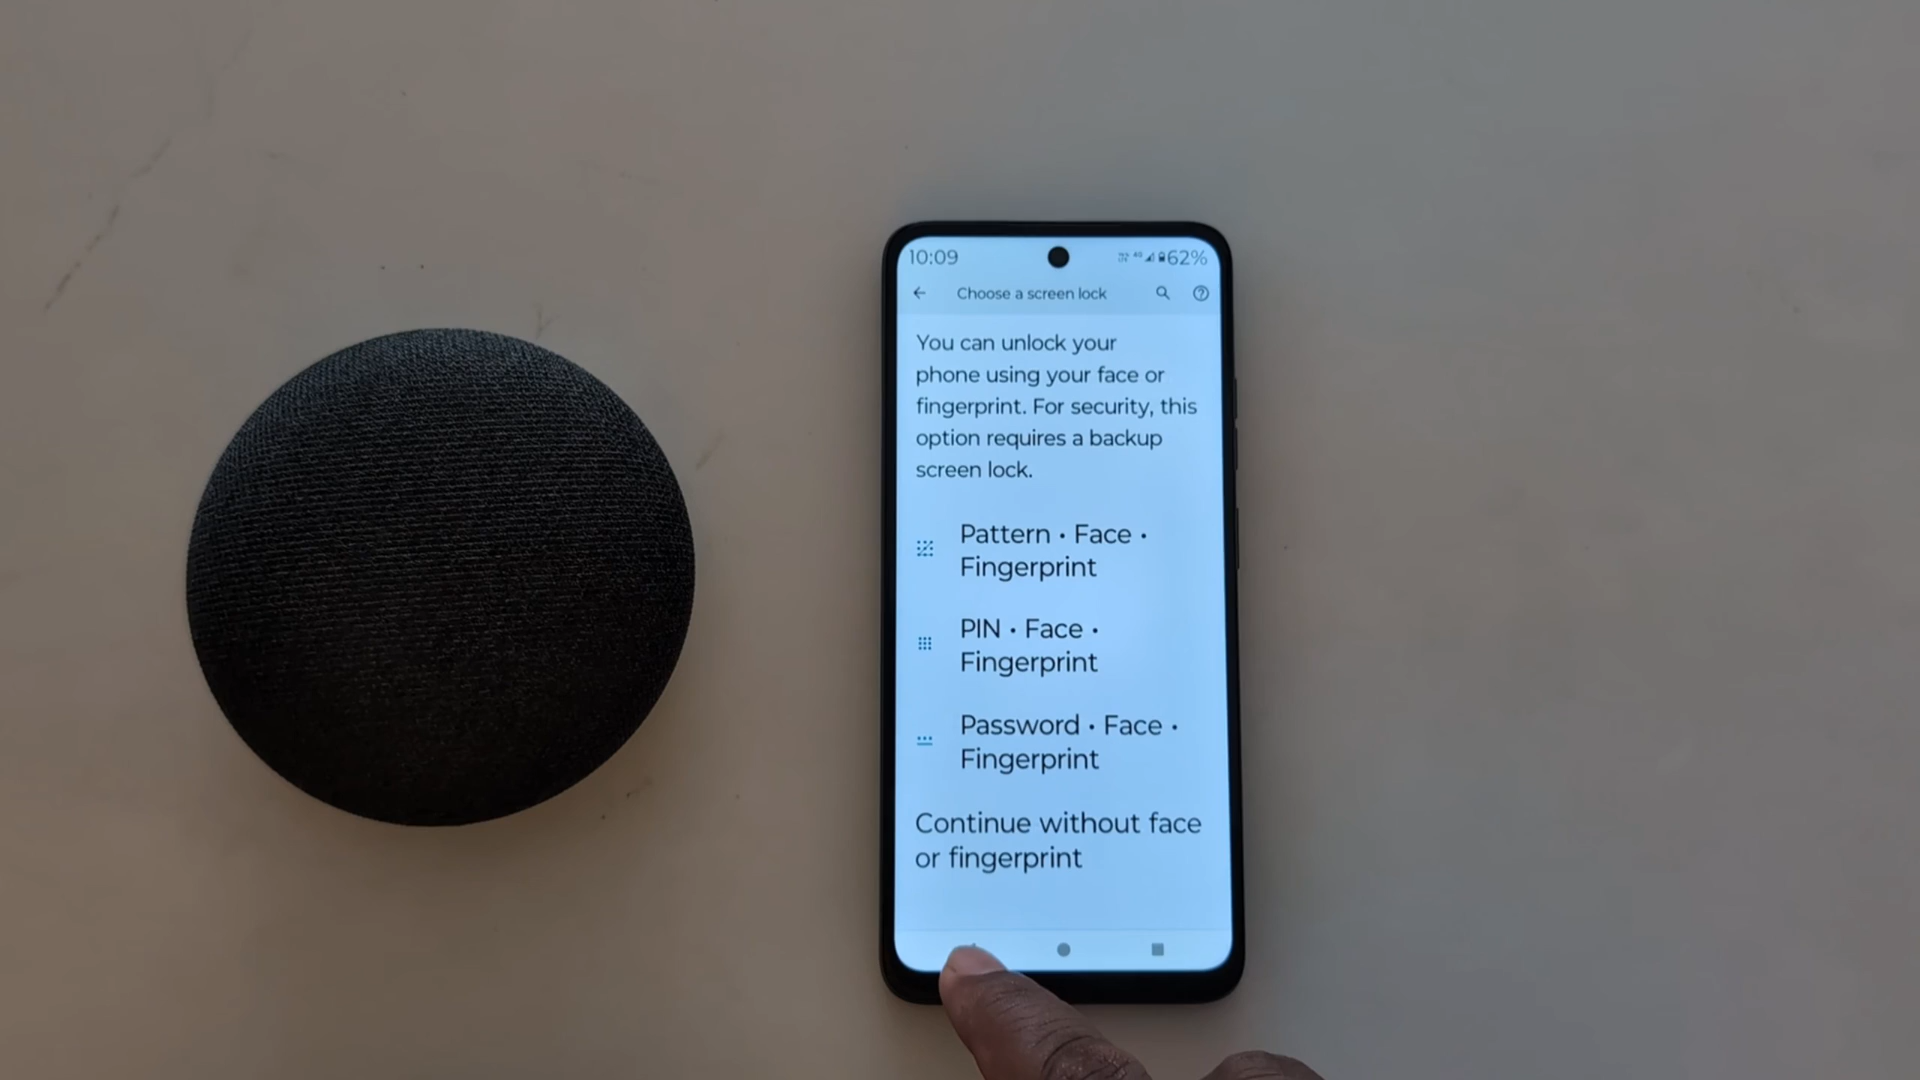 10:09 62%
Choose a screen lock
You can unlock your
phone using your face or
fingerprint. For security, this
option requires a backup
screen lock.
Pattern • Face •
Fingerprint
PIN • Face •
Fingerprint
Password • Face •
Fingerprint
Continue without face
or fingerprint